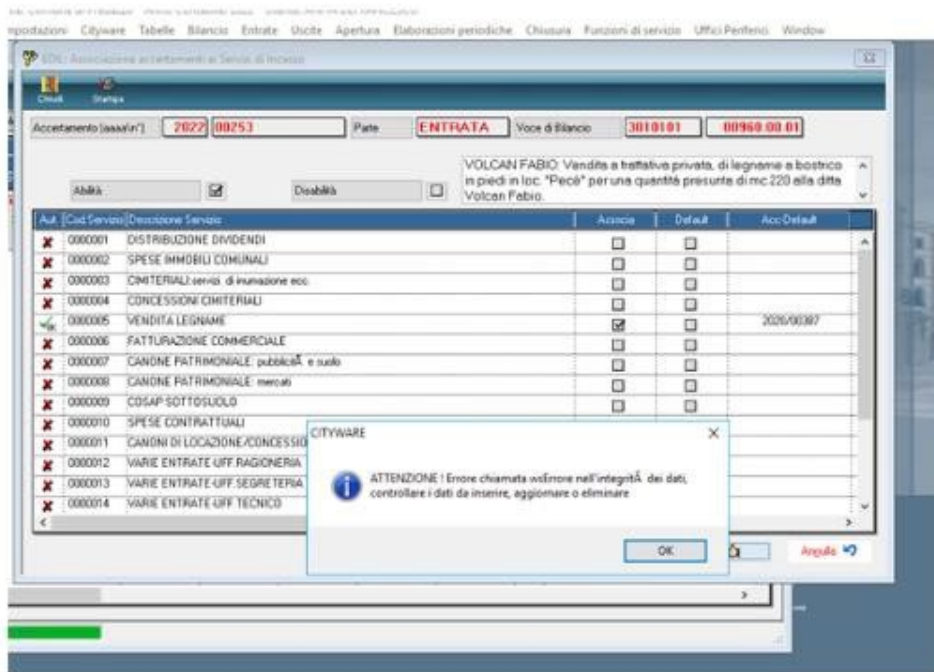 mpostazioni Cityware Tabelle Bilancio Entrate Uscite Apertura Elaborazioni periodiche Chiusura Funzioni di servizio Uffici Periferici Window
EDIL: Associazione accertamenti ai Servizi di Incasso
Chiudi Stampa
Accertamento (aaaa\n°) 2022 00253 Parte ENTRATA Voce di Bilancio 3010101 00960.00.01
VOLCAN FABIO: Vendita a trattativa privata, di legname a bostrico
in piedi in loc. "Pecè" per una quantità presunta di mc.220 alla ditta
Volcan Fabio.
Abilita Disabilita
Aut. Cod.Servizio Descrizione Servizio Associa Default Acc-Default
0000001 DISTRIBUZIONE DIVIDENDI
0000002 SPESE IMMOBILI COMUNALI
0000003 CIMITERIALI:servizi di inumazione ecc.
0000004 CONCESSIONI CIMITERIALI
0000005 VENDITA LEGNAME 2020/00387
0000006 FATTURAZIONE COMMERCIALE
0000007 CANONE PATRIMONIALE: pubblicitÃ e suolo
0000008 CANONE PATRIMONIALE: mercati
0000009 COSAP SOTTOSUOLO
0000010 SPESE CONTRATTUALI
0000011 CANONI DI LOCAZIONE/CONCESSIO
0000012 VARIE ENTRATE-UFF.RAGIONERIA
0000013 VARIE ENTRATE-UFF.SEGRETERIA
0000014 VARIE ENTRATE-UFF TECNICO
CITYWARE
ATTENZIONE ! Errore chiamata wsErrore nell'integritÃ dei dati,
controllare i dati da inserire, aggiornare o eliminare
OK
Annulla